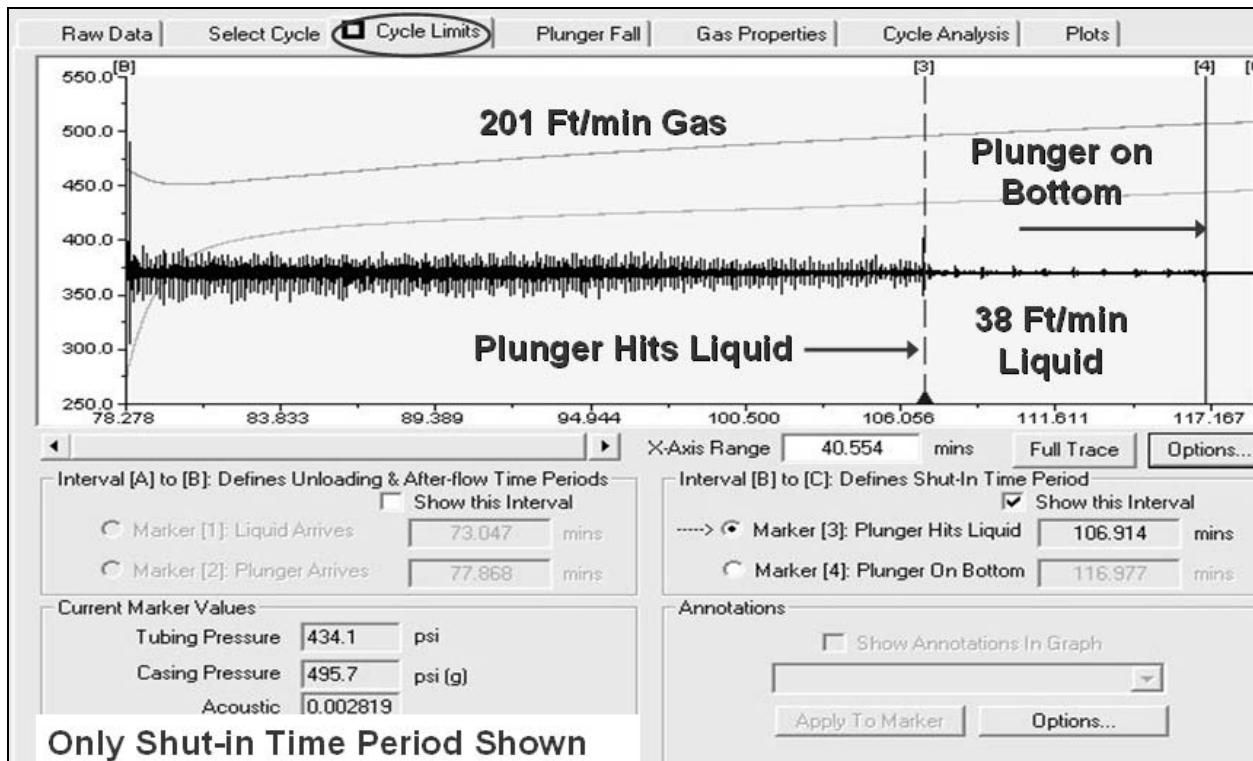 Raw Data Select Cycle Cycle Limits Plunger Fall Gas Properties Cycle Analysis Plots
[B] [3] [4]
550.0
201 Ft/min Gas
500.0
Plunger on
Bottom
450.0
400.0
350.0
38 Ft/min
Liquid
Plunger Hits Liquid
300.0
250.0
78.278 83.833 89.389 94.944 100.500 106.056 111.611 117.167
X-Axis Range 40.554 mins Full Trace Options...
Interval [A] to [B]: Defines Unloading & After-flow Time Periods
Show this Interval
Marker [1]: Liquid Arrives 73.047 mins
Marker [2]: Plunger Arrives 77.868 mins
Interval [B] to [C]: Defines Shut-In Time Period
Show this Interval
----> Marker [3]: Plunger Hits Liquid 106.914 mins
Marker [4]: Plunger On Bottom 116.977 mins
Current Marker Values
Tubing Pressure 434.1 psi
Casing Pressure 495.7 psi (g)
Acoustic 0.002819
Only Shut-in Time Period Shown
Annotations
Show Annotations In Graph
Apply To Marker Options...